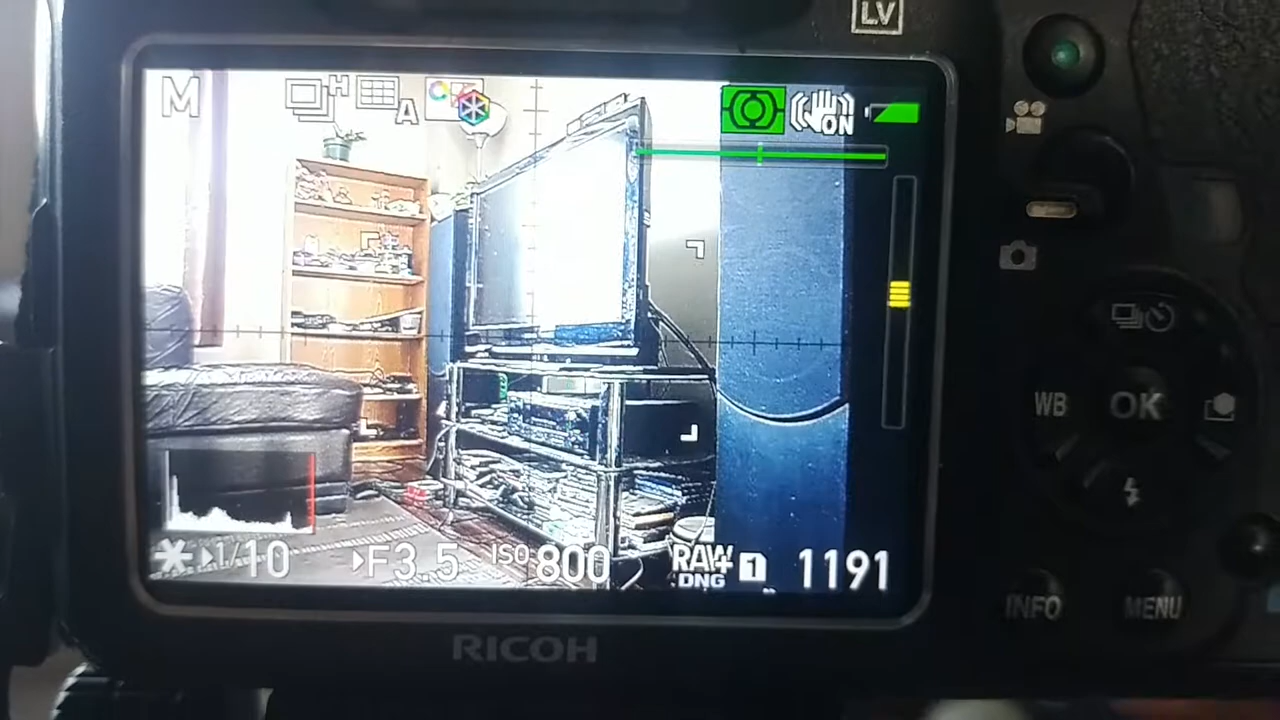 LV
M
H
A
ON
1/10 F3.5 ISO 800 RAW+ 1 1191
DNG
WB OK
INFO MENU
RICOH